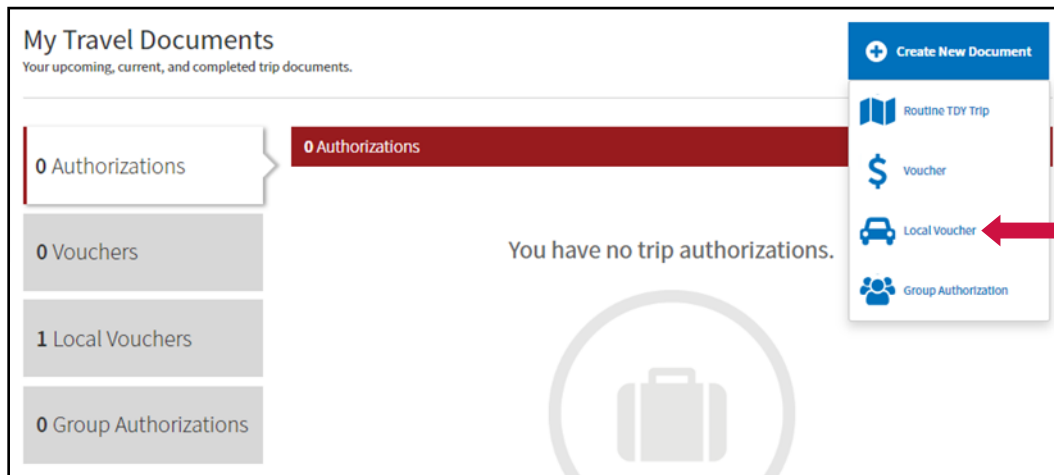 My Travel Documents
Your upcoming, current, and completed trip documents.
Create New Document
Routine TDY Trip
Voucher
Local Voucher
Group Authorization
0 Authorizations
0 Vouchers
1 Local Vouchers
0 Group Authorizations
0 Authorizations
You have no trip authorizations.